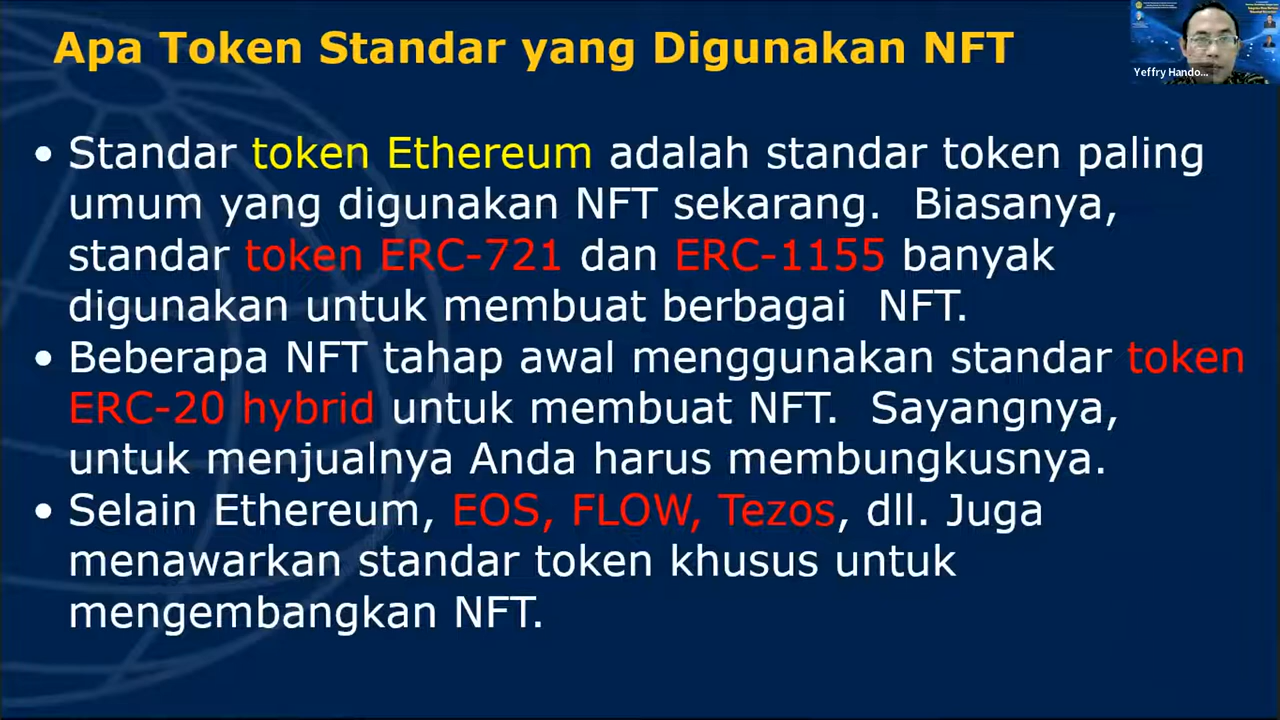 Apa Token Standar yang Digunakan NFT
Yeffry Hando...
• Standar token Ethereum adalah standar token paling
umum yang digunakan NFT sekarang.  Biasanya,
standar token ERC-721 dan ERC-1155 banyak
digunakan untuk membuat berbagai  NFT.
• Beberapa NFT tahap awal menggunakan standar token
ERC-20 hybrid untuk membuat NFT.  Sayangnya,
untuk menjualnya Anda harus membungkusnya.
• Selain Ethereum, EOS, FLOW, Tezos, dll. Juga
menawarkan standar token khusus untuk
mengembangkan NFT.